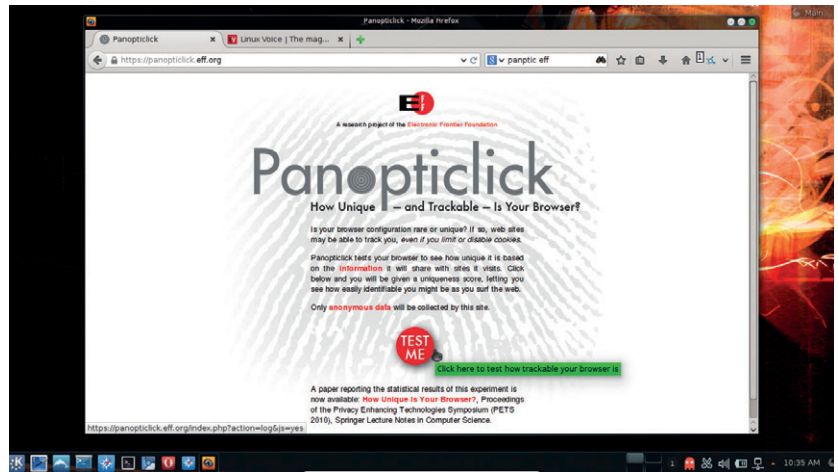 Panopticlick - Mozilla Firefox
Main
Panopticlick
Linux Voice | The mag...
https://panopticlick.eff.org
panptic eff
EFF
A research project of the Electronic Frontier Foundation
Panopticlick
How Unique – and Trackable – Is Your Browser?
Is your browser configuration rare or unique? If so, web sites
may be able to track you, even if you limit or disable cookies.
Panopticlick tests your browser to see how unique it is based
on the information it will share with sites it visits. Click
below and you will be given a uniqueness score, letting you
see how easily identifiable you might be as you surf the web.
Only anonymous data will be collected by this site.
TEST
ME
Click here to test how trackable your browser is
A paper reporting the statistical results of this experiment is
now available: How Unique Is Your Browser?, Proceedings
of the Privacy Enhancing Technologies Symposium (PETS
2010), Springer Lecture Notes in Computer Science.
https://panopticlick.eff.org/index.php?action=log&js=yes
1
10:35 AM